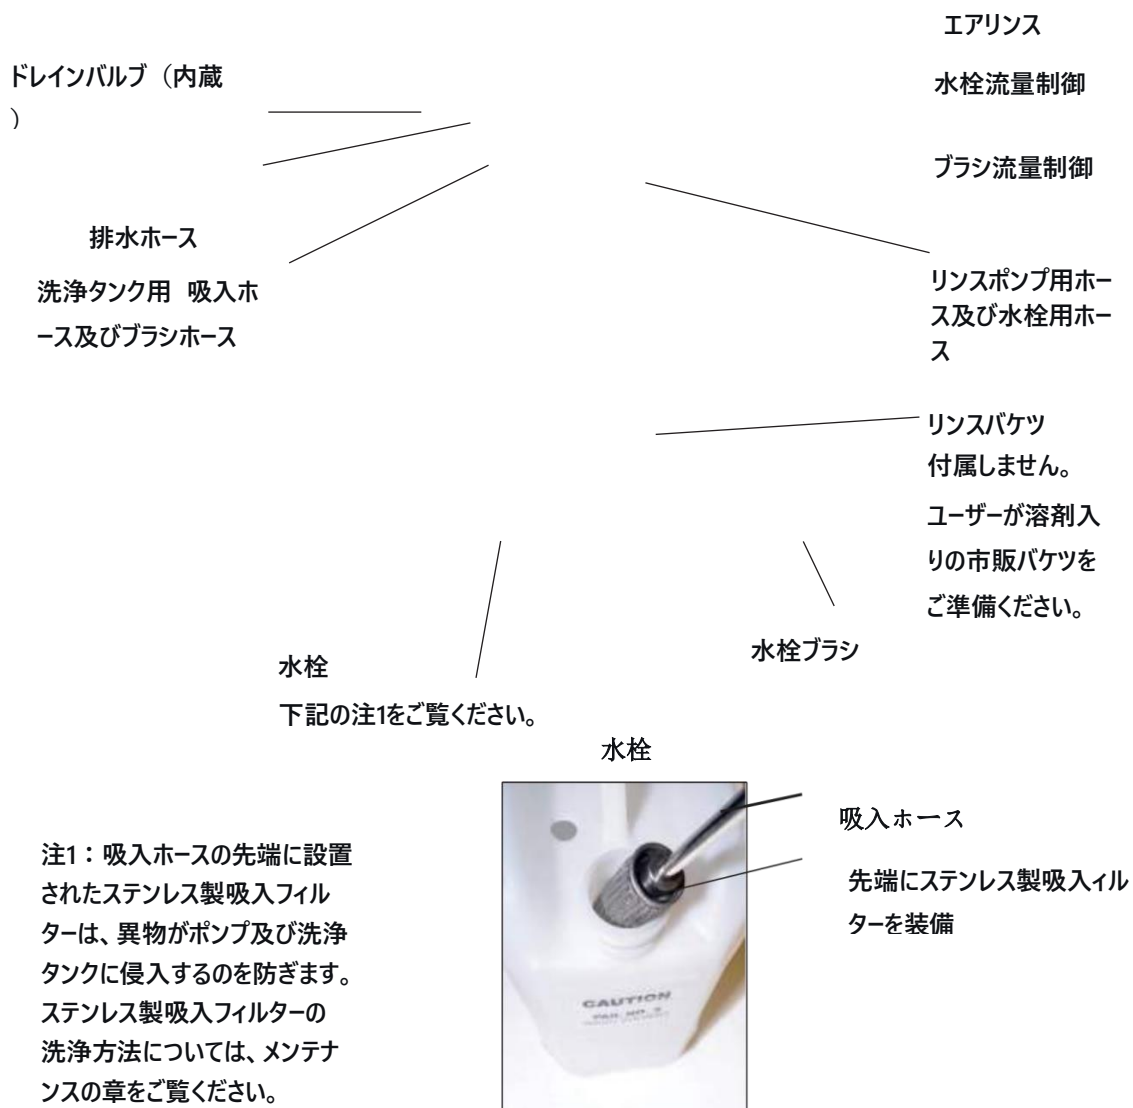 エアリンス
ドレインバルブ（内蔵
）
水栓流量制御
ブラシ流量制御
排水ホース
洗浄タンク用 吸入ホ
ース及びブラシホース
リンスポンプ用ホー
ス及び水栓用ホー
ス
リンスバケツ
付属しません。
ユーザーが溶剤入
りの市販バケツを
ご準備ください。
水栓ブラシ
水栓
下記の注1をご覧ください。
水栓
吸入ホース
先端にステンレス製吸入ィル
ターを装備
注1：吸入ホースの先端に設置
されたステンレス製吸入フィル
ターは、異物がポンプ及び洗浄
タンクに侵入するのを防ぎます。
ステンレス製吸入フィルターの
洗浄方法については、メンテナ
ンスの章をご覧ください。
CAUTION